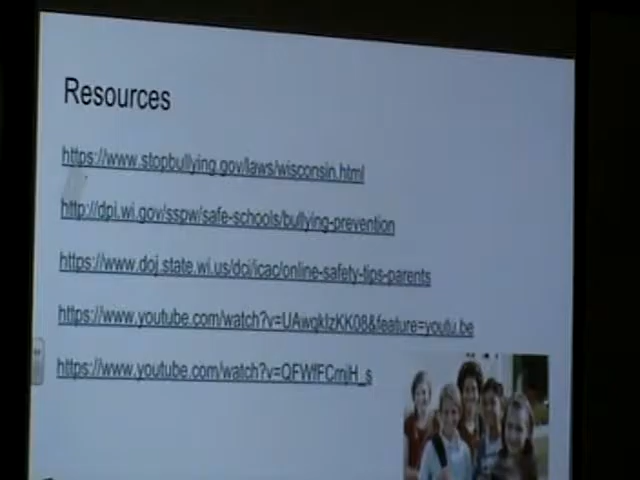 Resources
https://www.stopbullying.gov/laws/wisconsin.html
http://dpi.wi.gov/sspw/safe-schools/bullying-prevention
https://www.doj.state.wi.us/dci/icac/online-safety-tips-parents
https://www.youtube.com/watch?v=UAwqkIzKK08&feature=youtu.be
https://www.youtube.com/watch?v=QFWfFCmjH_s